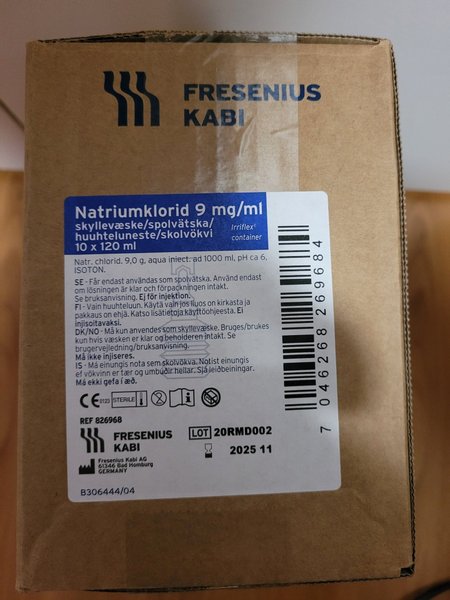 FRESENIUS
KABI
Natriumklorid 9 mg/ml
skyllevæske/spolvätska/
huuhteluneste/skolvökvi
10 x 120 ml
Irriflex®
container
Natr. chlorid. 9,0 g, aqua inject. ad 1000 ml, pH ca 6,
ISOTON.
SE - Får endast användas som spolvätska. Använd endast
om lösningen är klar och förpackningen intakt.
Se bruksanvisning. Ej för injektion.
FI - Vain huuhteluun. Käytä vain jos liuos on kirkasta ja
pakkaus on ehjä. Katso lisätietoja käyttöohjeesta. Ei
injisoitavaksi.
DK/NO - Må kun anvendes som skyllevæske. Bruges/brukes
kun hvis væsken er klar og beholderen intakt. Se
brugervejledning/bruksanvisning.
Må ikke injiseres.
IS - Má einungis nota sem skolvökva. Notist einungis
ef vökvinn er tær og umbúðir heilar. Sjá leiðbeiningar.
Má ekki gefa í æð.
CE 0123 STERILE
REF 826968
FRESENIUS
KABI
LOT 20RMD002
2025 11
Fresenius Kabi AG
61346 Bad Homburg
GERMANY
B306444/04
7 046268 269684